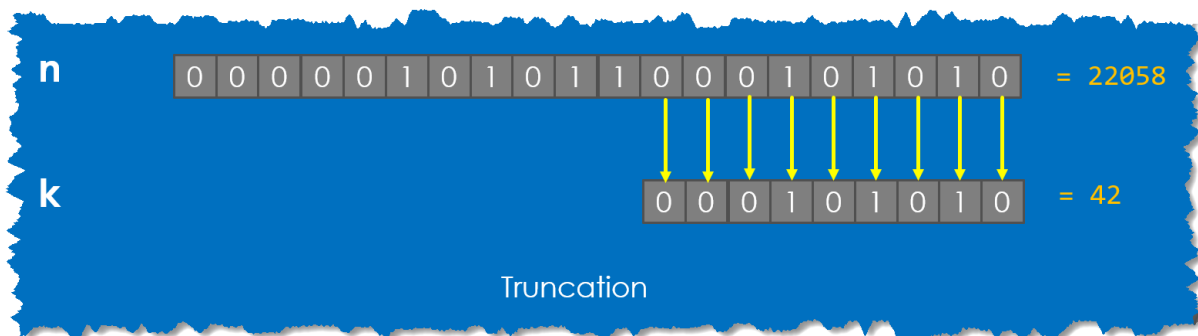 n 0 0 0 0 0 1 0 1 0 1 1 0 0 0 1 0 1 0 1 0 = 22058
k 0 0 0 1 0 1 0 1 0 = 42
Truncation